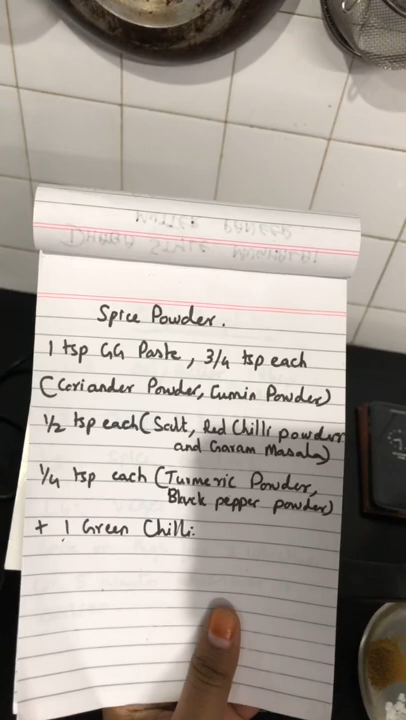 Spice Powder.
1 tsp GG Paste, 3/4 tsp each
(Coriander Powder, Cumin Powder)
1/2 tsp each (Salt, Red Chilli powder
and Garam Masala)
1/4 tsp each (Turmeric Powder,
Black pepper powder)
+ 1 Green Chilli.